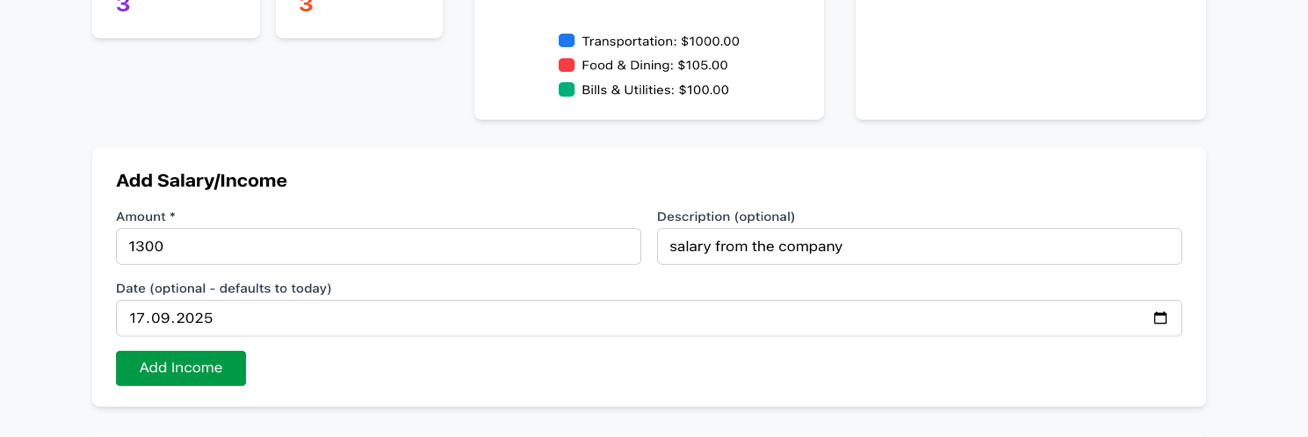 3
3
Transportation: $1000.00
Food & Dining: $105.00
Bills & Utilities: $100.00
Add Salary/Income
Amount *
Description (optional)
1300
salary from the company
Date (optional - defaults to today)
17.09.2025
Add Income